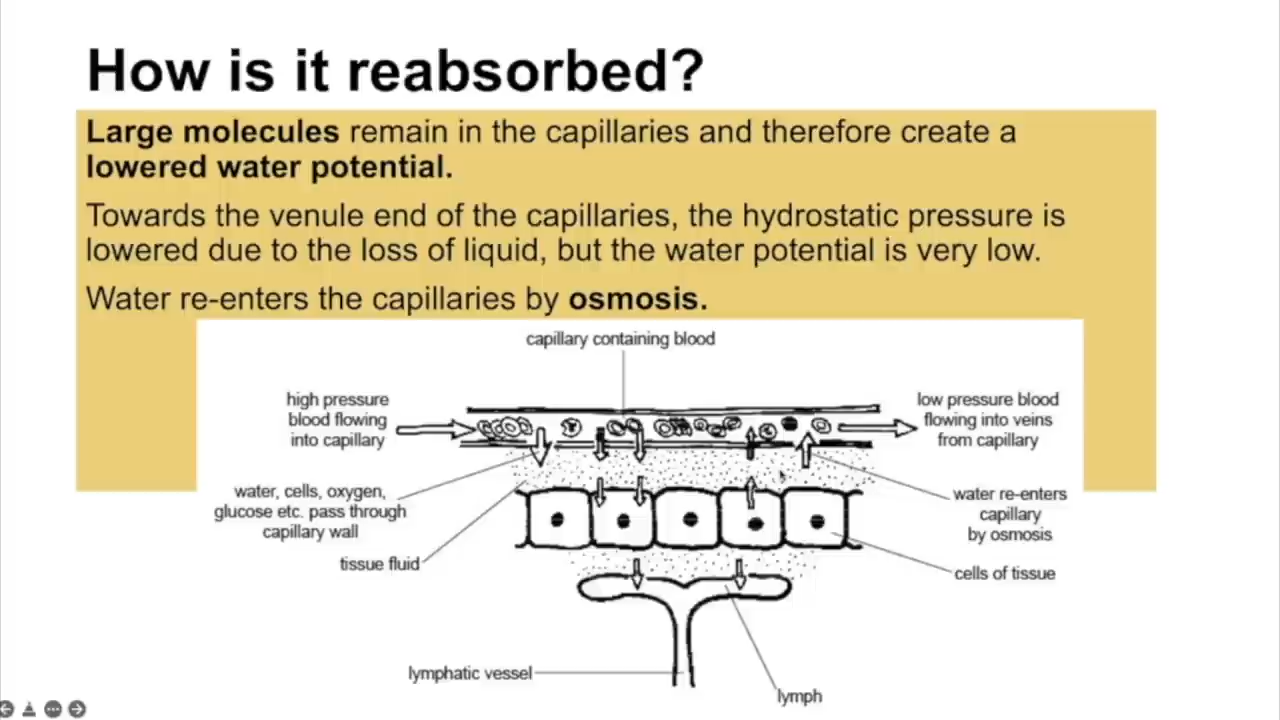 How is it reabsorbed?
Large molecules remain in the capillaries and therefore create a
lowered water potential.
Towards the venule end of the capillaries, the hydrostatic pressure is
lowered due to the loss of liquid, but the water potential is very low.
Water re-enters the capillaries by osmosis.
capillary containing blood
high pressure
blood flowing
into capillary
low pressure blood
flowing into veins
from capillary
water, cells, oxygen,
glucose etc. pass through
capillary wall
water re-enters
capillary
by osmosis
tissue fluid
cells of tissue
lymphatic vessel
lymph